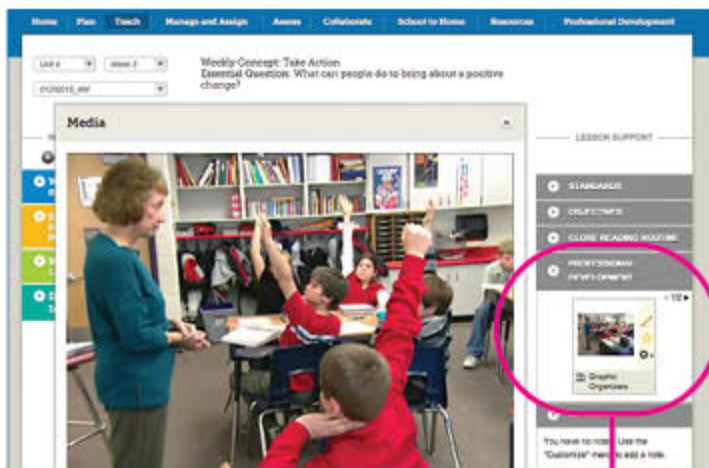 Home Plan Teach Manage and Assign Assess Collaborate School to Home Resources Professional Development
Unit 4 Week 3
Weekly Concept: Take Action
Essential Question: What can people do to bring about a positive
change?
Media
LESSON SUPPORT
STANDARDS
OBJECTIVES
CLOSE READING ROUTINE
PROFESSIONAL
DEVELOPMENT
1/2
Graphic
Organizers
You have no notes. Use the
"Customize" menu to add a note.